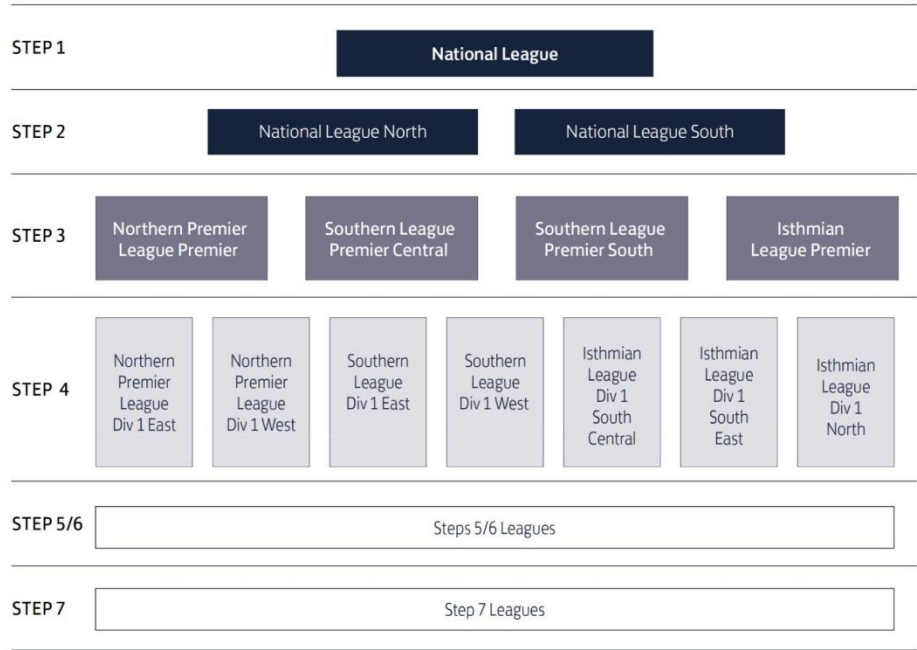 STEP 1
National League
STEP 2
National League North
National League South
STEP 3
Northern Premier
League Premier
Southern League
Premier Central
Southern League
Premier South
Isthmian
League Premier
STEP 4
Northern
Premier
League
Div 1 East
Northern
Premier
League
Div 1 West
Southern
League
Div 1 East
Southern
League
Div 1 West
Isthmian
League
Div 1
South
Central
Isthmian
League
Div 1
South
East
Isthmian
League
Div 1
North
STEP 5/6
Steps 5/6 Leagues
STEP 7
Step 7 Leagues